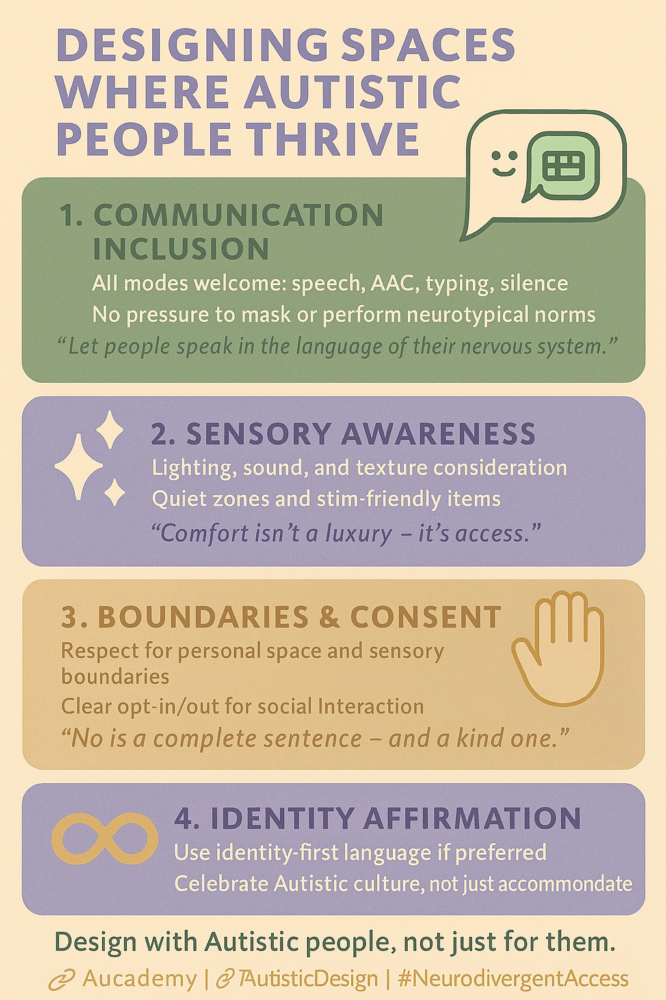 DESIGNING SPACES
WHERE AUTISTIC
PEOPLE THRIVE
1. COMMUNICATION
INCLUSION
All modes welcome: speech, AAC, typing, silence
No pressure to mask or perform neurotypical norms
“Let people speak in the language of their nervous system.”
2. SENSORY AWARENESS
Lighting, sound, and texture consideration
Quiet zones and stim-friendly items
“Comfort isn’t a luxury – it’s access.”
3. BOUNDARIES & CONSENT
Respect for personal space and sensory
boundaries
Clear opt-in/out for social Interaction
“No is a complete sentence – and a kind one.”
4. IDENTITY AFFIRMATION
Use identity-first language if preferred
Celebrate Autistic culture, not just accommondate
Design with Autistic people, not just for them.
Aucademy | AutisticDesign | #NeurodivergentAccess